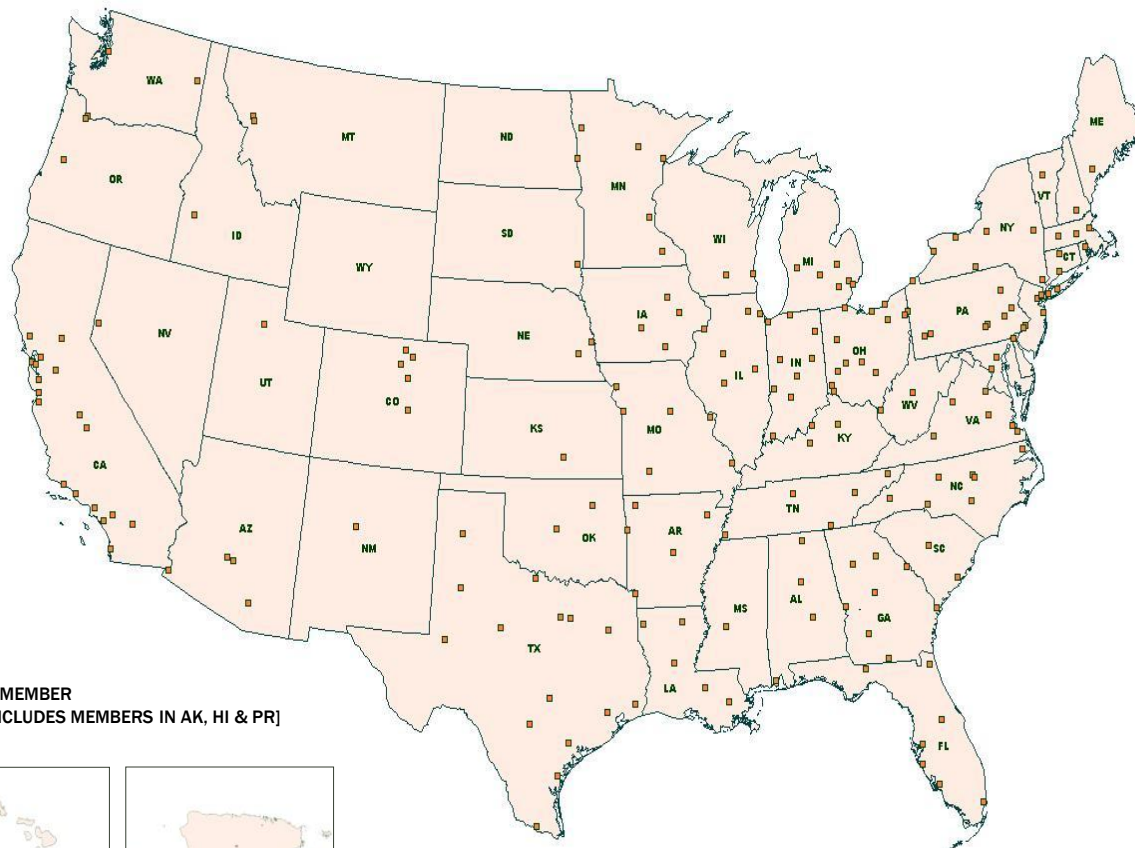 WA
ME
MT
ND
OR
MN
VT
NY
ID
SD
WI
CT
MI
WY
IA
PA
NV
NE
OH
IN
UT
IL
CO
WV
VA
KS
MO
KY
CA
NC
AZ
OK
AR
TN
NM
SC
MS
AL
GA
TX
LA
MEMBER
NCLUDES MEMBERS IN AK, HI & PR]
FL